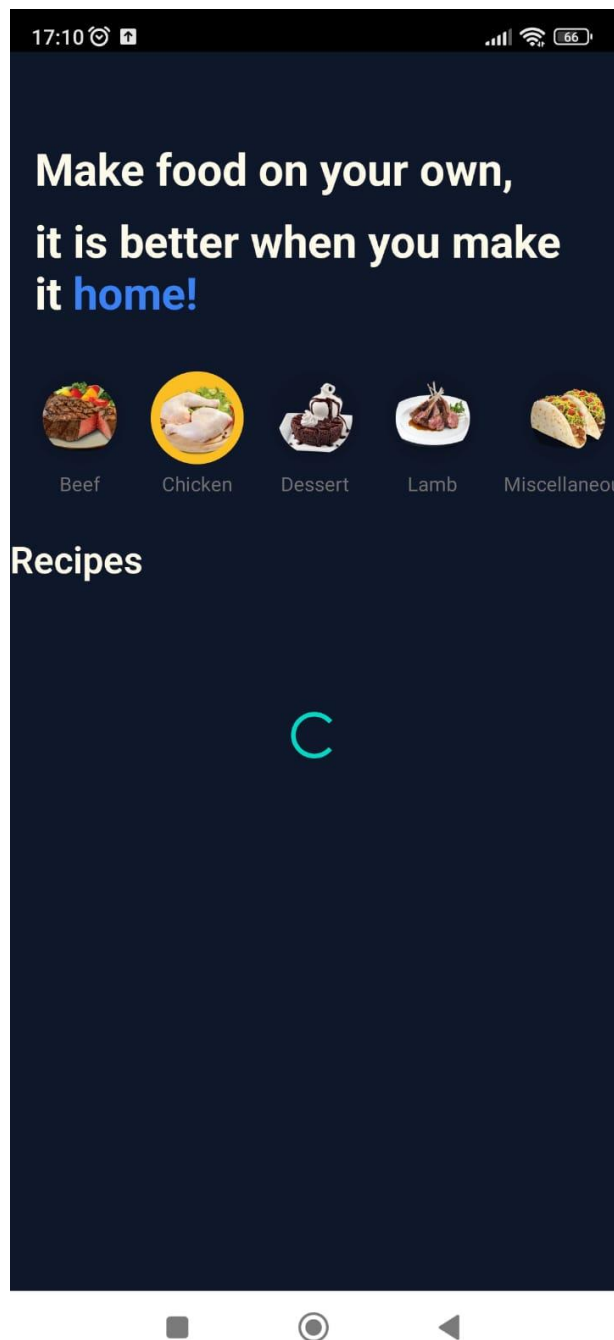 17:10
66
Make food on your own,
it is better when you make
it home!
Beef Chicken Dessert Lamb Miscellaneou
Recipes